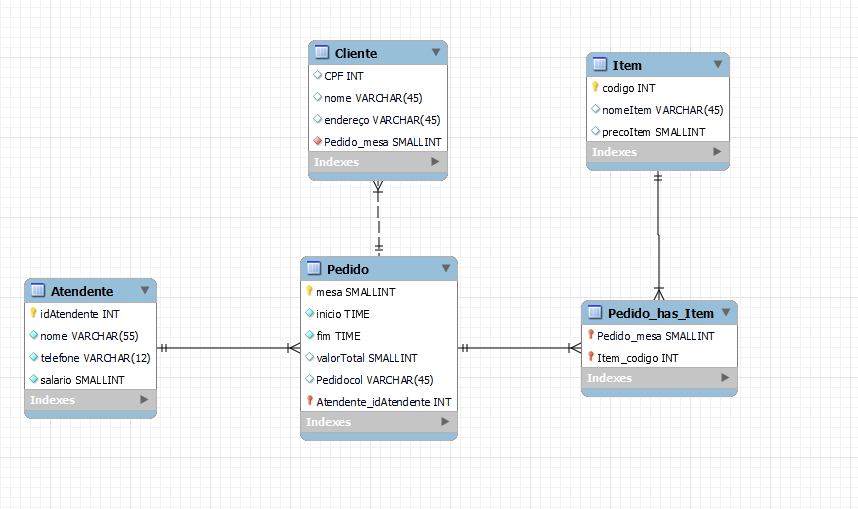 Cliente
CPF INT
nome VARCHAR(45)
endereço VARCHAR(45)
Pedido_mesa SMALLINT
Indexes
Item
codigo INT
nomeItem VARCHAR(45)
precoItem SMALLINT
Indexes
Atendente
idAtendente INT
nome VARCHAR(55)
telefone VARCHAR(12)
salario SMALLINT
Indexes
Pedido
mesa SMALLINT
inicio TIME
fim TIME
valorTotal SMALLINT
Pedidocol VARCHAR(45)
Atendente_idAtendente INT
Indexes
Pedido_has_Item
Pedido_mesa SMALLINT
Item_codigo INT
Indexes